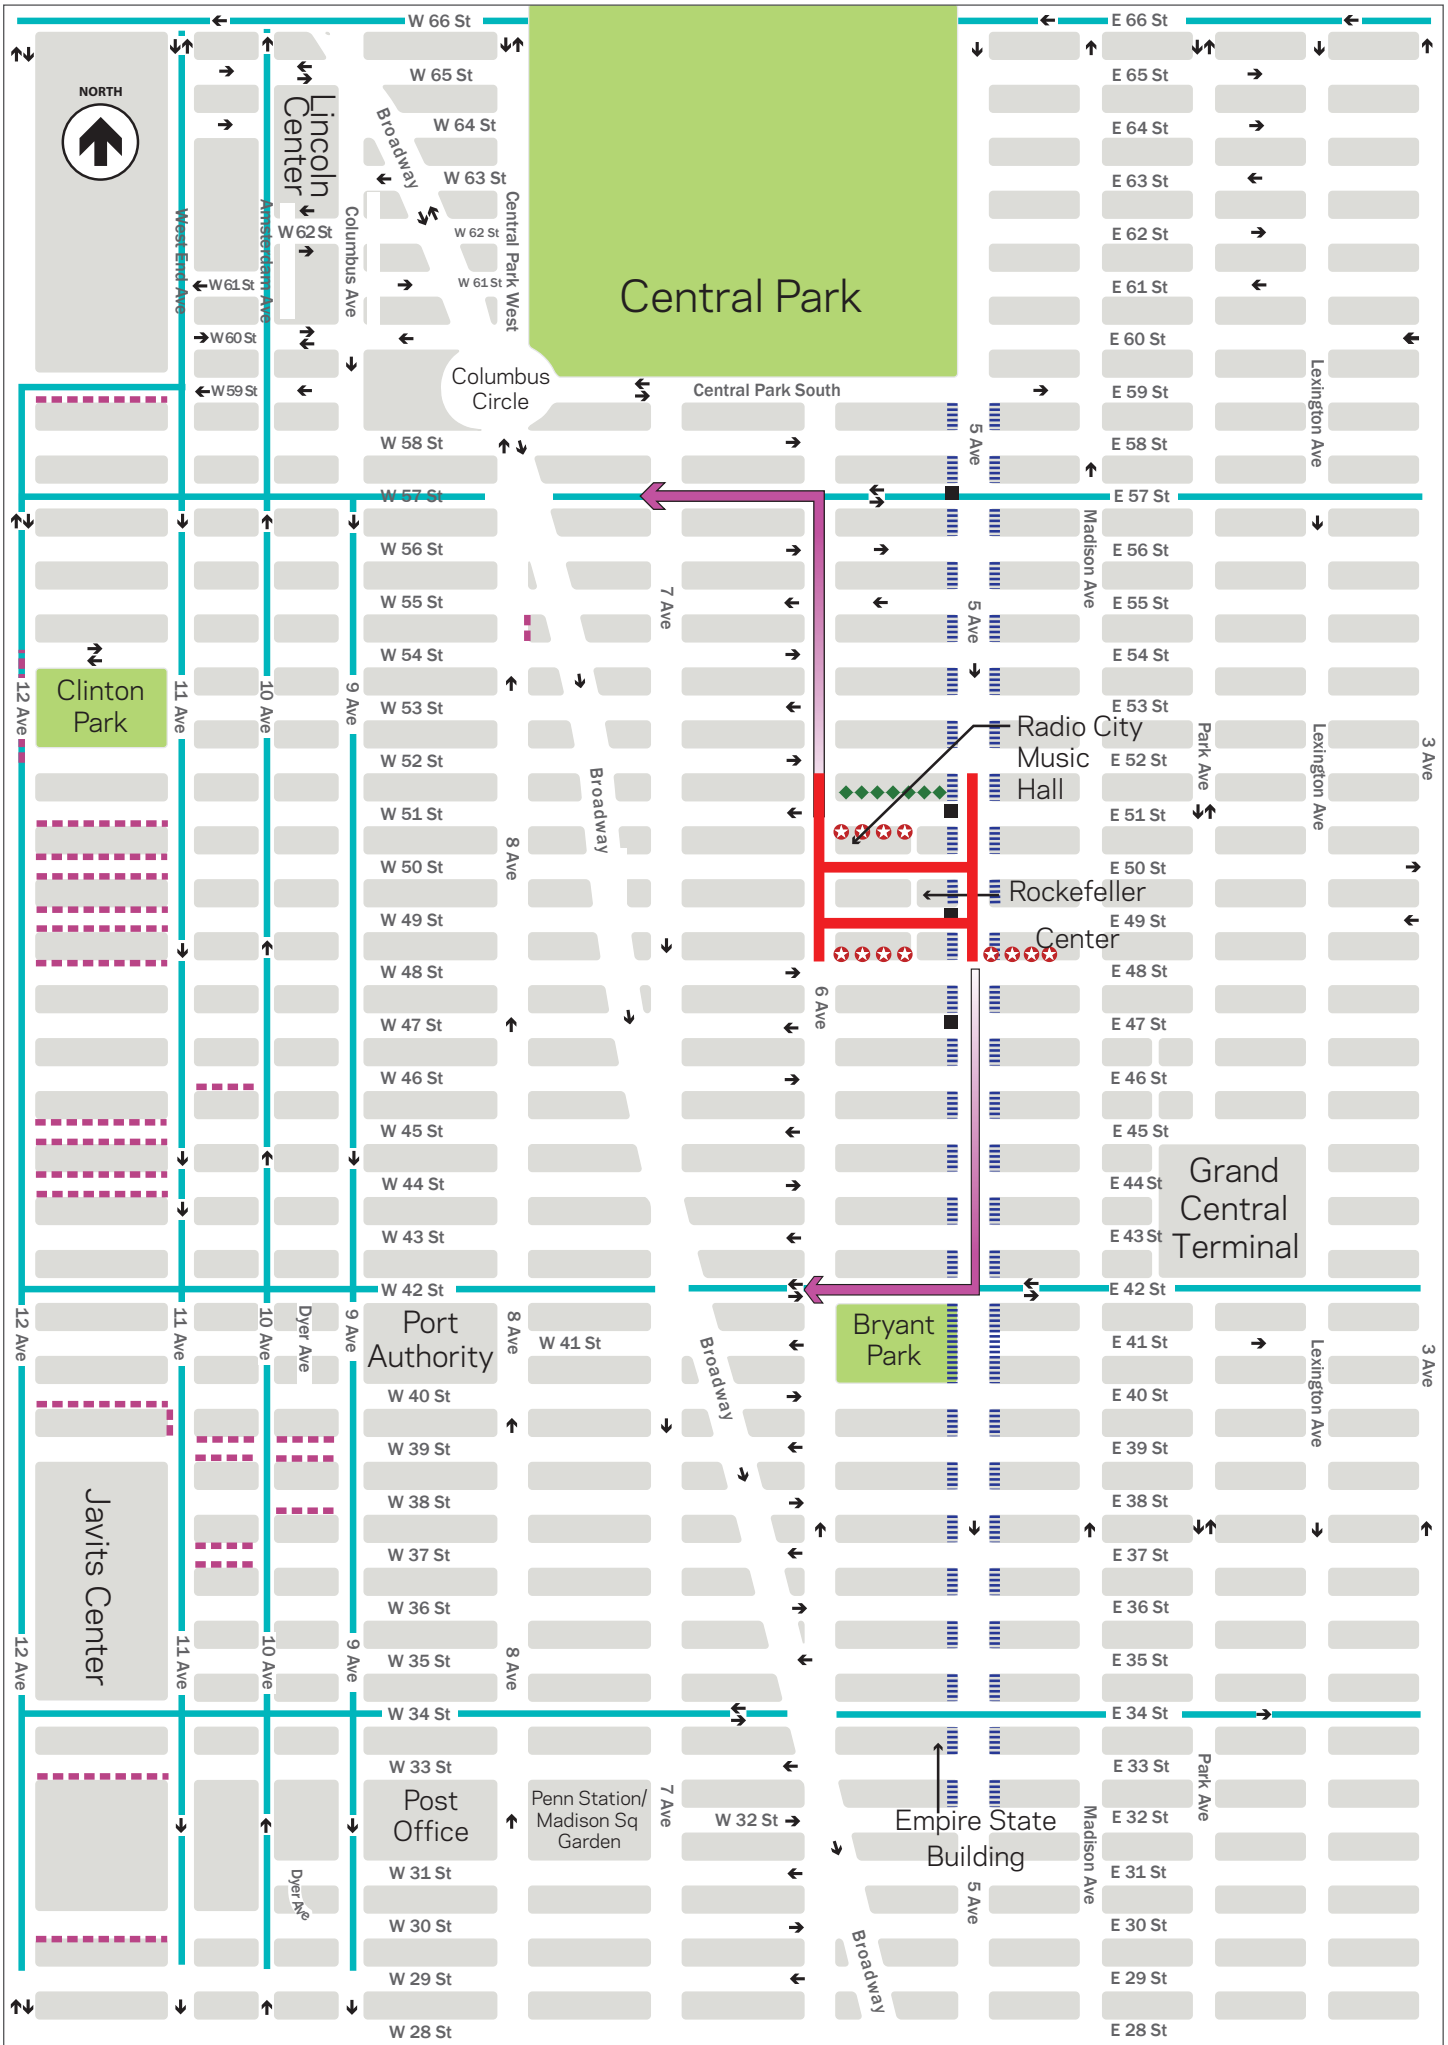 W 66 St
E 66 St
W 65 St
E 65 St
NORTH
Lincoln
Center
Broadway
W 64 St
E 64 St
W 63 St
E 63 St
West End Ave
Amsterdam Ave
Columbus Ave
Central Park West
W 62 St
W 62 St
E 62 St
W 61 St
W 61 St
Central Park
E 61 St
W 60 St
E 60 St
Columbus
Circle
W 59 St
Central Park South
E 59 St
Lexington Ave
W 58 St
5 Ave
E 58 St
W 57 St
E 57 St
Madison Ave
W 56 St
E 56 St
W 55 St
7 Ave
5 Ave
E 55 St
W 54 St
E 54 St
Clinton
Park
12 Ave
11 Ave
10 Ave
9 Ave
W 53 St
E 53 St
Radio City
Music
Hall
Park Ave
Lexington Ave
3 Ave
W 52 St
E 52 St
Broadway
W 51 St
E 51 St
8 Ave
W 50 St
E 50 St
Rockefeller
Center
W 49 St
E 49 St
W 48 St
E 48 St
6 Ave
W 47 St
E 47 St
W 46 St
E 46 St
W 45 St
E 45 St
Grand
Central
Terminal
W 44 St
E 44 St
W 43 St
E 43 St
W 42 St
E 42 St
12 Ave
11 Ave
10 Ave
Dyer Ave
9 Ave
Port
Authority
8 Ave
W 41 St
Broadway
Bryant
Park
E 41 St
Lexington Ave
3 Ave
W 40 St
E 40 St
W 39 St
E 39 St
Javits Center
W 38 St
E 38 St
W 37 St
E 37 St
W 36 St
E 36 St
12 Ave
11 Ave
10 Ave
9 Ave
W 35 St
8 Ave
E 35 St
W 34 St
E 34 St
W 33 St
E 33 St
Park Ave
Post
Office
Penn Station/
Madison Sq
Garden
7 Ave
W 32 St
Empire State
Building
Madison Ave
E 32 St
W 31 St
E 31 St
Dyer Ave
5 Ave
W 30 St
E 30 St
Broadway
W 29 St
E 29 St
W 28 St
E 28 St